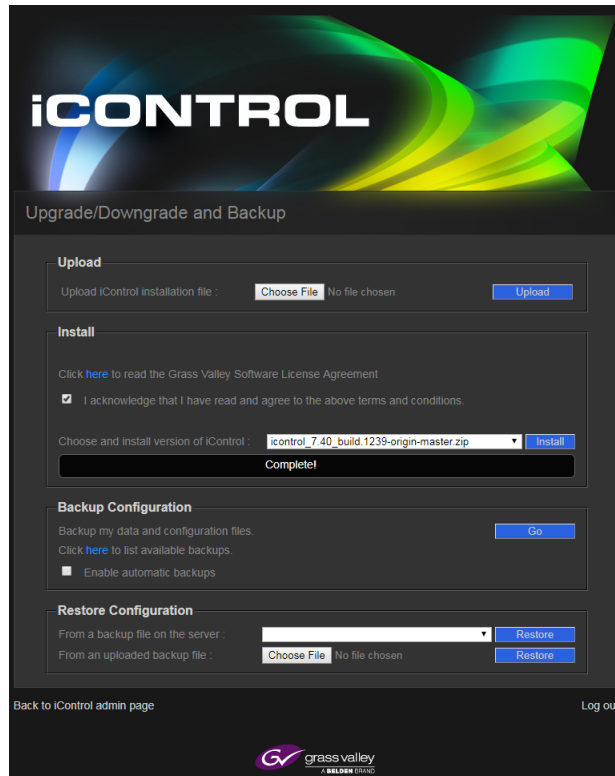 iCONTROL
Upgrade/Downgrade and Backup
Upload
Upload iControl installation file : Choose File No file chosen Upload
Install
Click here to read the Grass Valley Software License Agreement
I acknowledge that I have read and agree to the above terms and conditions.
Choose and install version of iControl : icontrol_7.40_build.1239-origin-master.zip Install
Complete!
Backup Configuration
Backup my data and configuration files. Go
Click here to list available backups.
Enable automatic backups
Restore Configuration
From a backup file on the server : Restore
From an uploaded backup file : Choose File No file chosen Restore
Back to iControl admin page Log ou
GV grass valley
A BELDEN BRAND